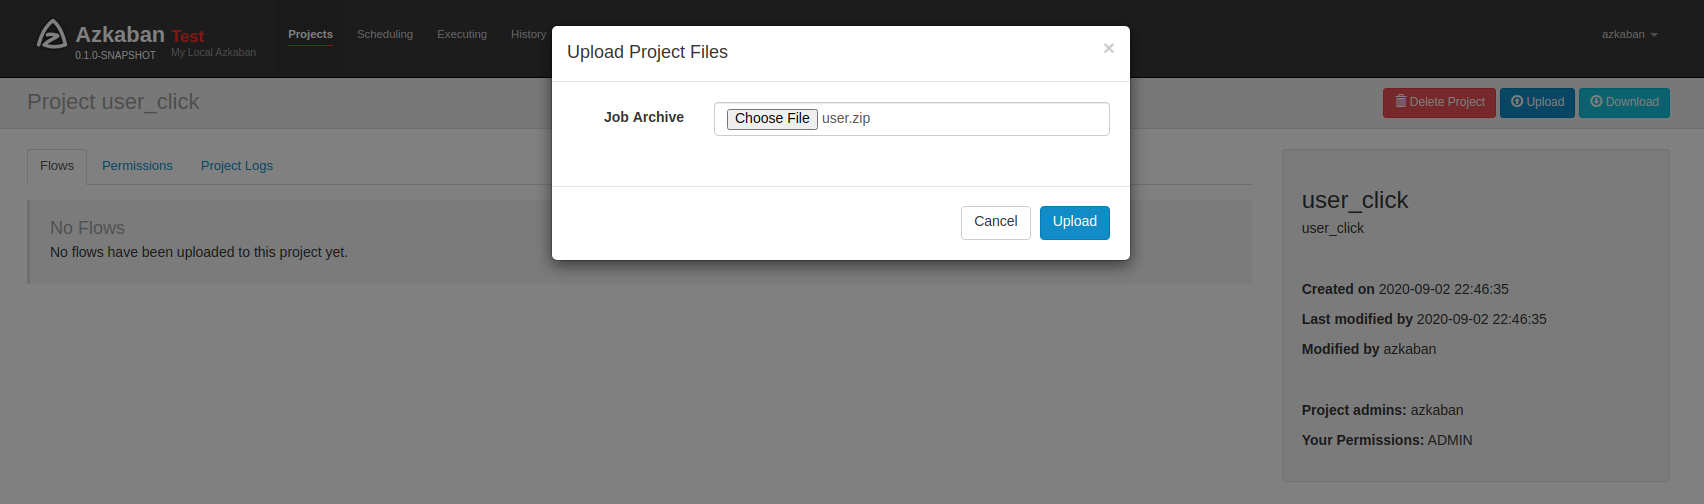 Azkaban Test
0.1.0-SNAPSHOT My Local Azkaban
Projects Scheduling Executing History
azkaban
Upload Project Files ×
Job Archive Choose File user.zip
Cancel Upload
Project user_click
Delete Project Upload Download
Flows Permissions Project Logs
No Flows
No flows have been uploaded to this project yet.
user_click
user_click
Created on 2020-09-02 22:46:35
Last modified by 2020-09-02 22:46:35
Modified by azkaban
Project admins: azkaban
Your Permissions: ADMIN